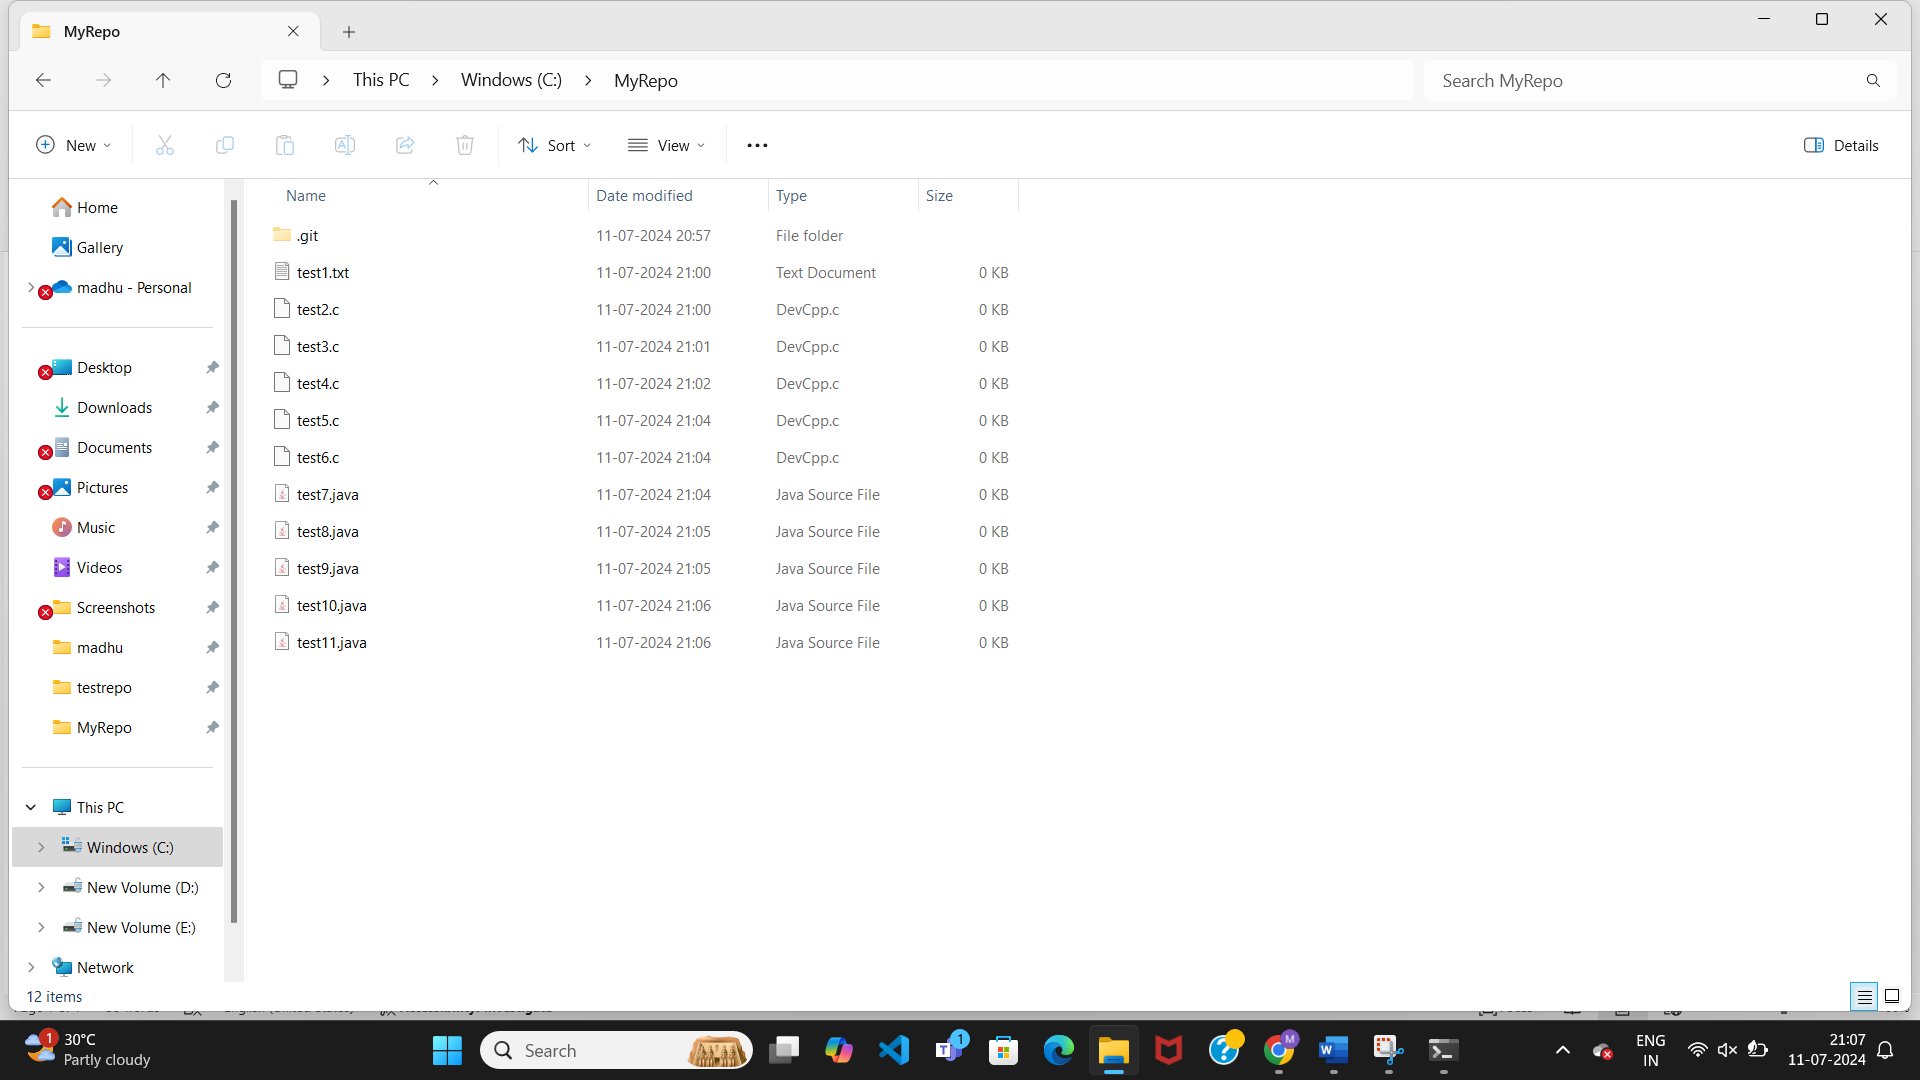 MyRepo
This PC
Windows (C:)
MyRepo
Search MyRepo
New
Sort
View
Details
Name Date modified Type Size
.git 11-07-2024 20:57 File folder
test1.txt 11-07-2024 21:00 Text Document 0 KB
test2.c 11-07-2024 21:00 DevCpp.c 0 KB
test3.c 11-07-2024 21:01 DevCpp.c 0 KB
test4.c 11-07-2024 21:02 DevCpp.c 0 KB
test5.c 11-07-2024 21:04 DevCpp.c 0 KB
test6.c 11-07-2024 21:04 DevCpp.c 0 KB
test7.java 11-07-2024 21:04 Java Source File 0 KB
test8.java 11-07-2024 21:05 Java Source File 0 KB
test9.java 11-07-2024 21:05 Java Source File 0 KB
test10.java 11-07-2024 21:06 Java Source File 0 KB
test11.java 11-07-2024 21:06 Java Source File 0 KB
Home
Gallery
madhu - Personal
Desktop
Downloads
Documents
Pictures
Music
Videos
Screenshots
madhu
testrepo
MyRepo
This PC
Windows (C:)
New Volume (D:)
New Volume (E:)
Network
12 items
1
30°C
Partly cloudy
Search
1
M
ENG
IN
21:07
11-07-2024